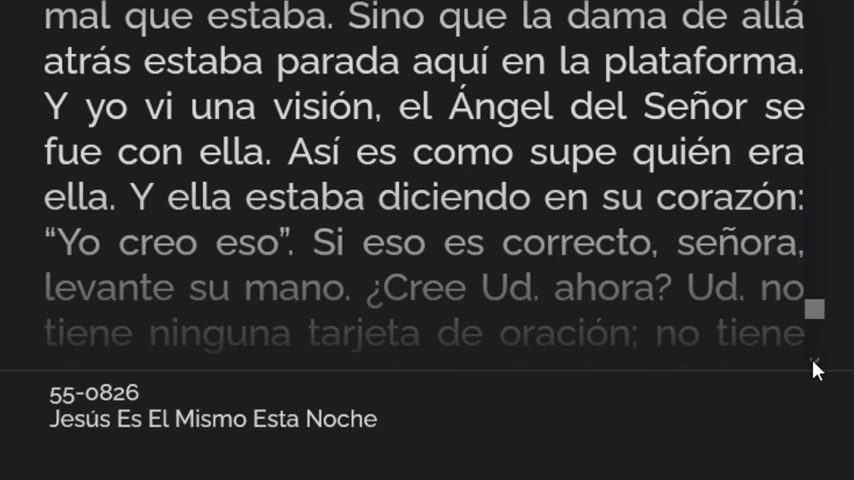 mal que estaba. Sino que la dama de allá
atrás estaba parada aquí en la plataforma.
Y yo vi una visión, el Ángel del Señor se
fue con ella. Así es como supe quién era
ella. Y ella estaba diciendo en su corazón:
“Yo creo eso”. Si eso es correcto, señora,
levante su mano. ¿Cree Ud. ahora? Ud. no
tiene ninguna tarjeta de oración; no tiene
55-0826
Jesús Es El Mismo Esta Noche